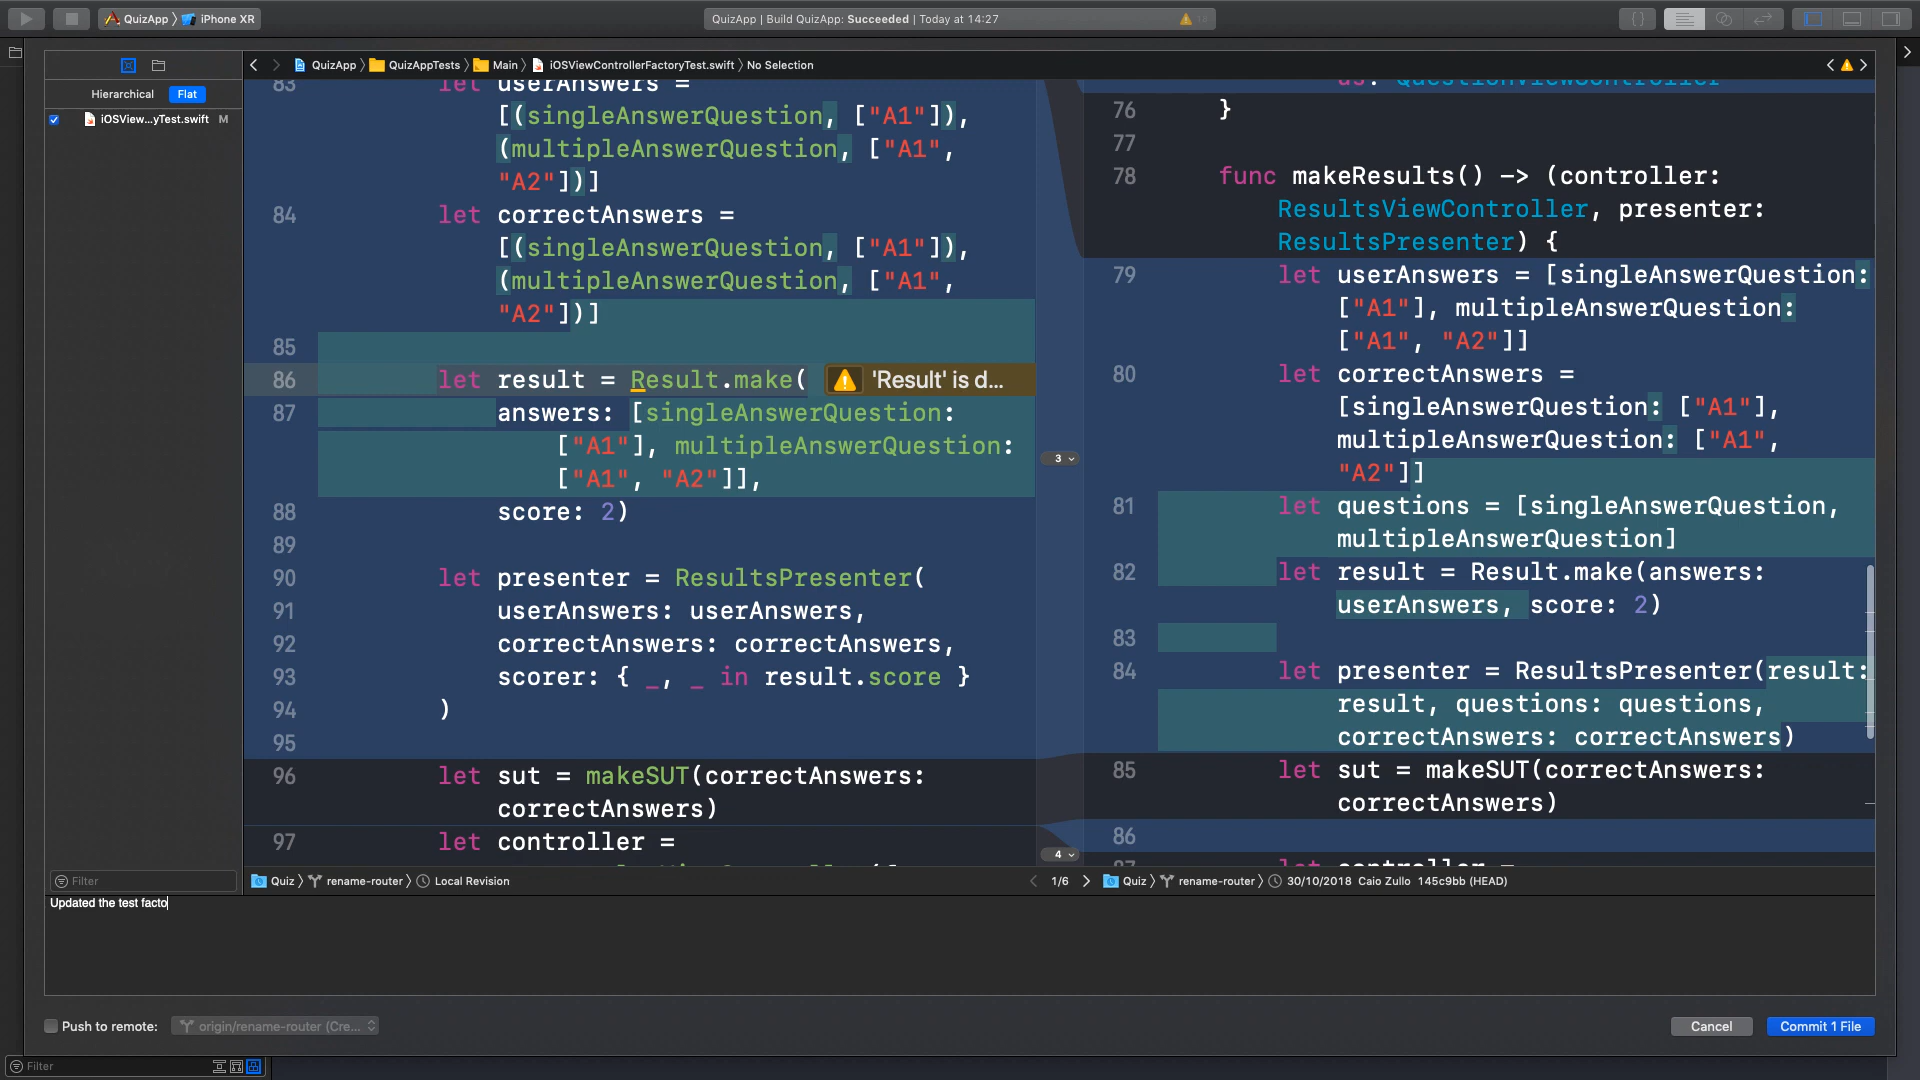 QuizApp 〉 iPhone XR
QuizApp | Build QuizApp: Succeeded | Today at 14:27
Hierarchical Flat
iOSView...yTest.swift M
QuizApp 〉 QuizAppTests 〉 Main 〉 iOSViewControllerFactoryTest.swift 〉 No Selection
83 let userAnswers =
[(singleAnswerQuestion, ["A1"]),
(multipleAnswerQuestion, ["A1",
"A2"])]
84 let correctAnswers =
[(singleAnswerQuestion, ["A1"]),
(multipleAnswerQuestion, ["A1",
"A2"])]
85
86 let result = Result.make( 'Result' is d...
87 answers: [singleAnswerQuestion:
["A1"], multipleAnswerQuestion:
["A1", "A2"]],
88 score: 2)
89
90 let presenter = ResultsPresenter(
91 userAnswers: userAnswers,
92 correctAnswers: correctAnswers,
93 scorer: { _, _ in result.score }
94 )
95
96 let sut = makeSUT(correctAnswers:
correctAnswers)
97 let controller =
3
4
as: QuestionViewController
76 }
77
78 func makeResults() -> (controller:
ResultsViewController, presenter:
ResultsPresenter) {
79 let userAnswers = [singleAnswerQuestion:
["A1"], multipleAnswerQuestion:
["A1", "A2"]]
80 let correctAnswers =
[singleAnswerQuestion: ["A1"],
multipleAnswerQuestion: ["A1",
"A2"]]
81 let questions = [singleAnswerQuestion,
multipleAnswerQuestion]
82 let result = Result.make(answers:
userAnswers, score: 2)
83
84 let presenter = ResultsPresenter(result:
result, questions: questions,
correctAnswers: correctAnswers)
85 let sut = makeSUT(correctAnswers:
correctAnswers)
86
87 let controller =
Filter
Quiz 〉 rename-router 〉 Local Revision
1/6
Quiz 〉 rename-router 〉 30/10/2018 Caio Zullo 145c9bb (HEAD)
Updated the test facto
Push to remote: origin/rename-router (Cre...
Cancel Commit 1 File
Filter